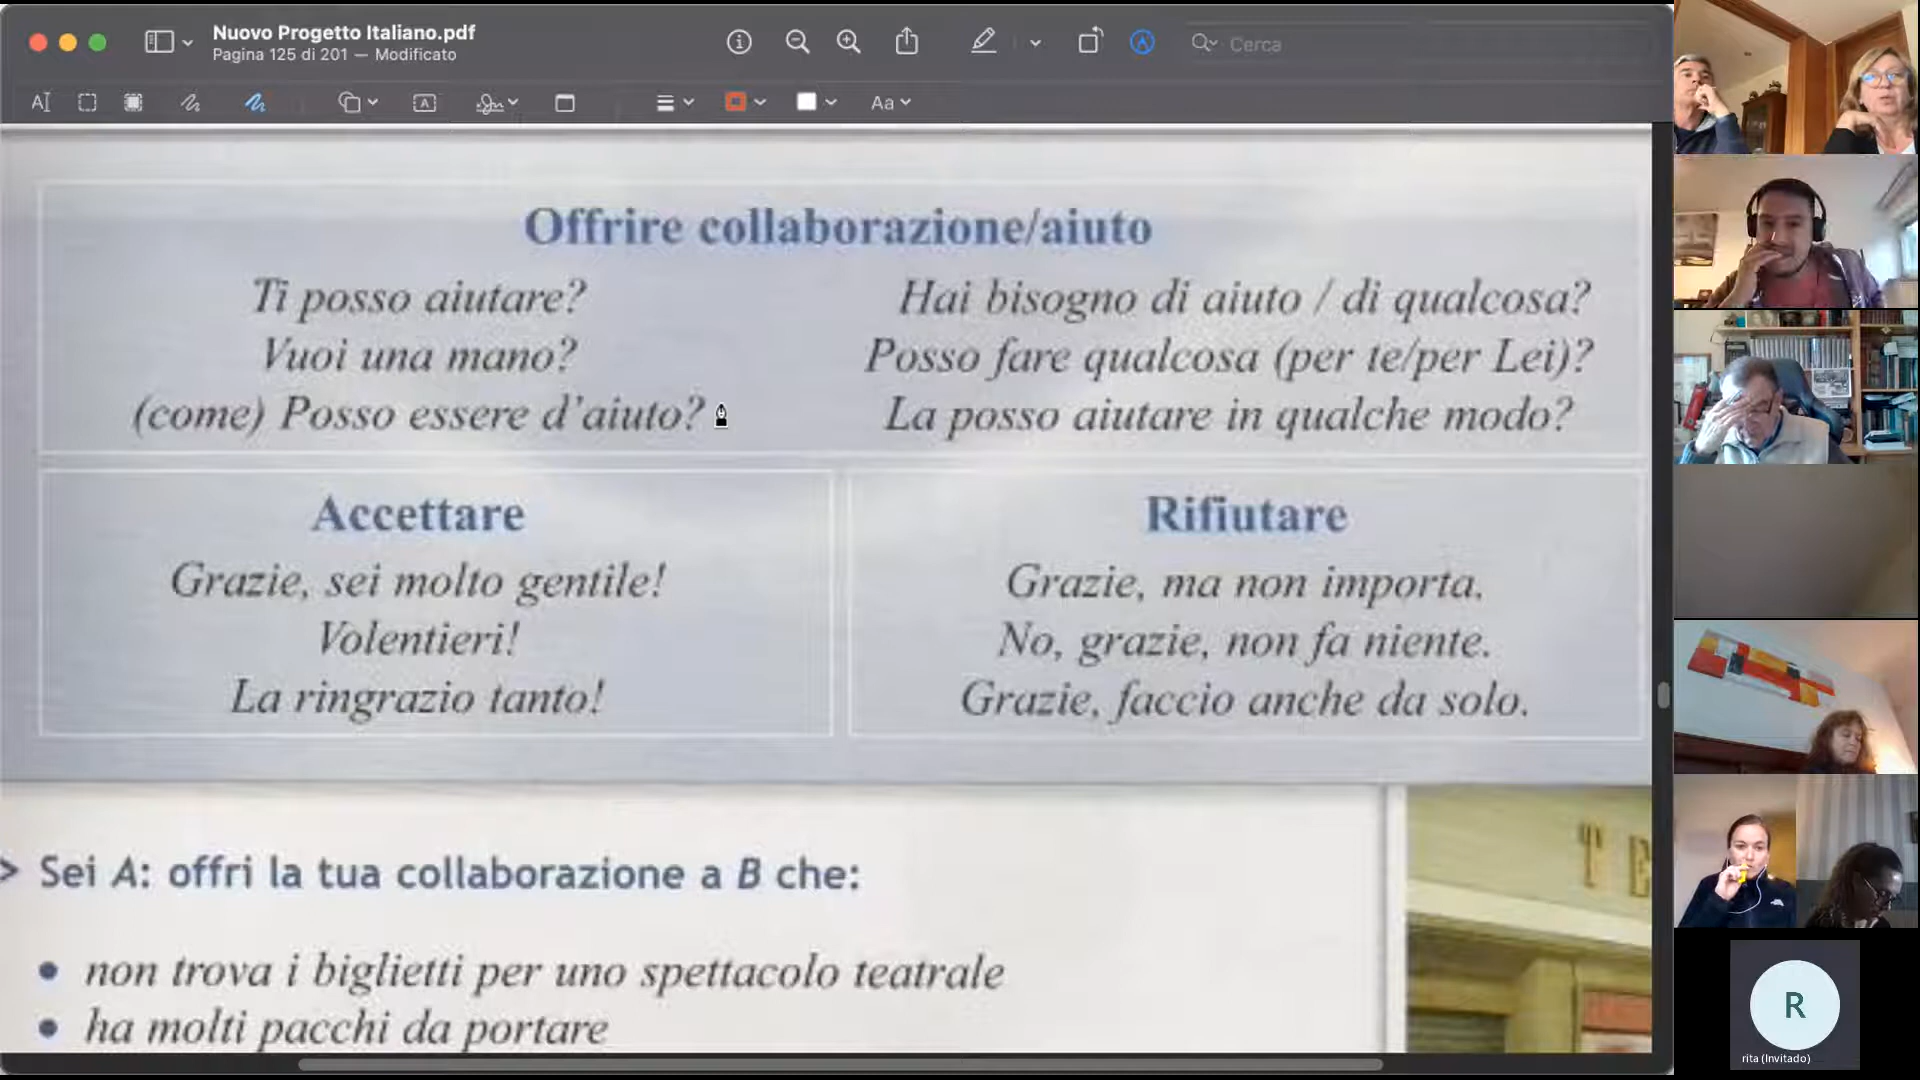 Nuovo Progetto Italiano.pdf
Pagina 125 di 201 — Modificato
Cerca
Aa
Offrire collaborazione/aiuto
Ti posso aiutare?
Vuoi una mano?
(come) Posso essere d'aiuto?
Hai bisogno di aiuto / di qualcosa?
Posso fare qualcosa (per te/per Lei)?
La posso aiutare in qualche modo?
Accettare
Grazie, sei molto gentile!
Volentieri!
La ringrazio tanto!
Rifiutare
Grazie, ma non importa.
No, grazie, non fa niente.
Grazie, faccio anche da solo.
> Sei A: offri la tua collaborazione a B che:
• non trova i biglietti per uno spettacolo teatrale
• ha molti pacchi da portare
TE
R
rita (Invitado)